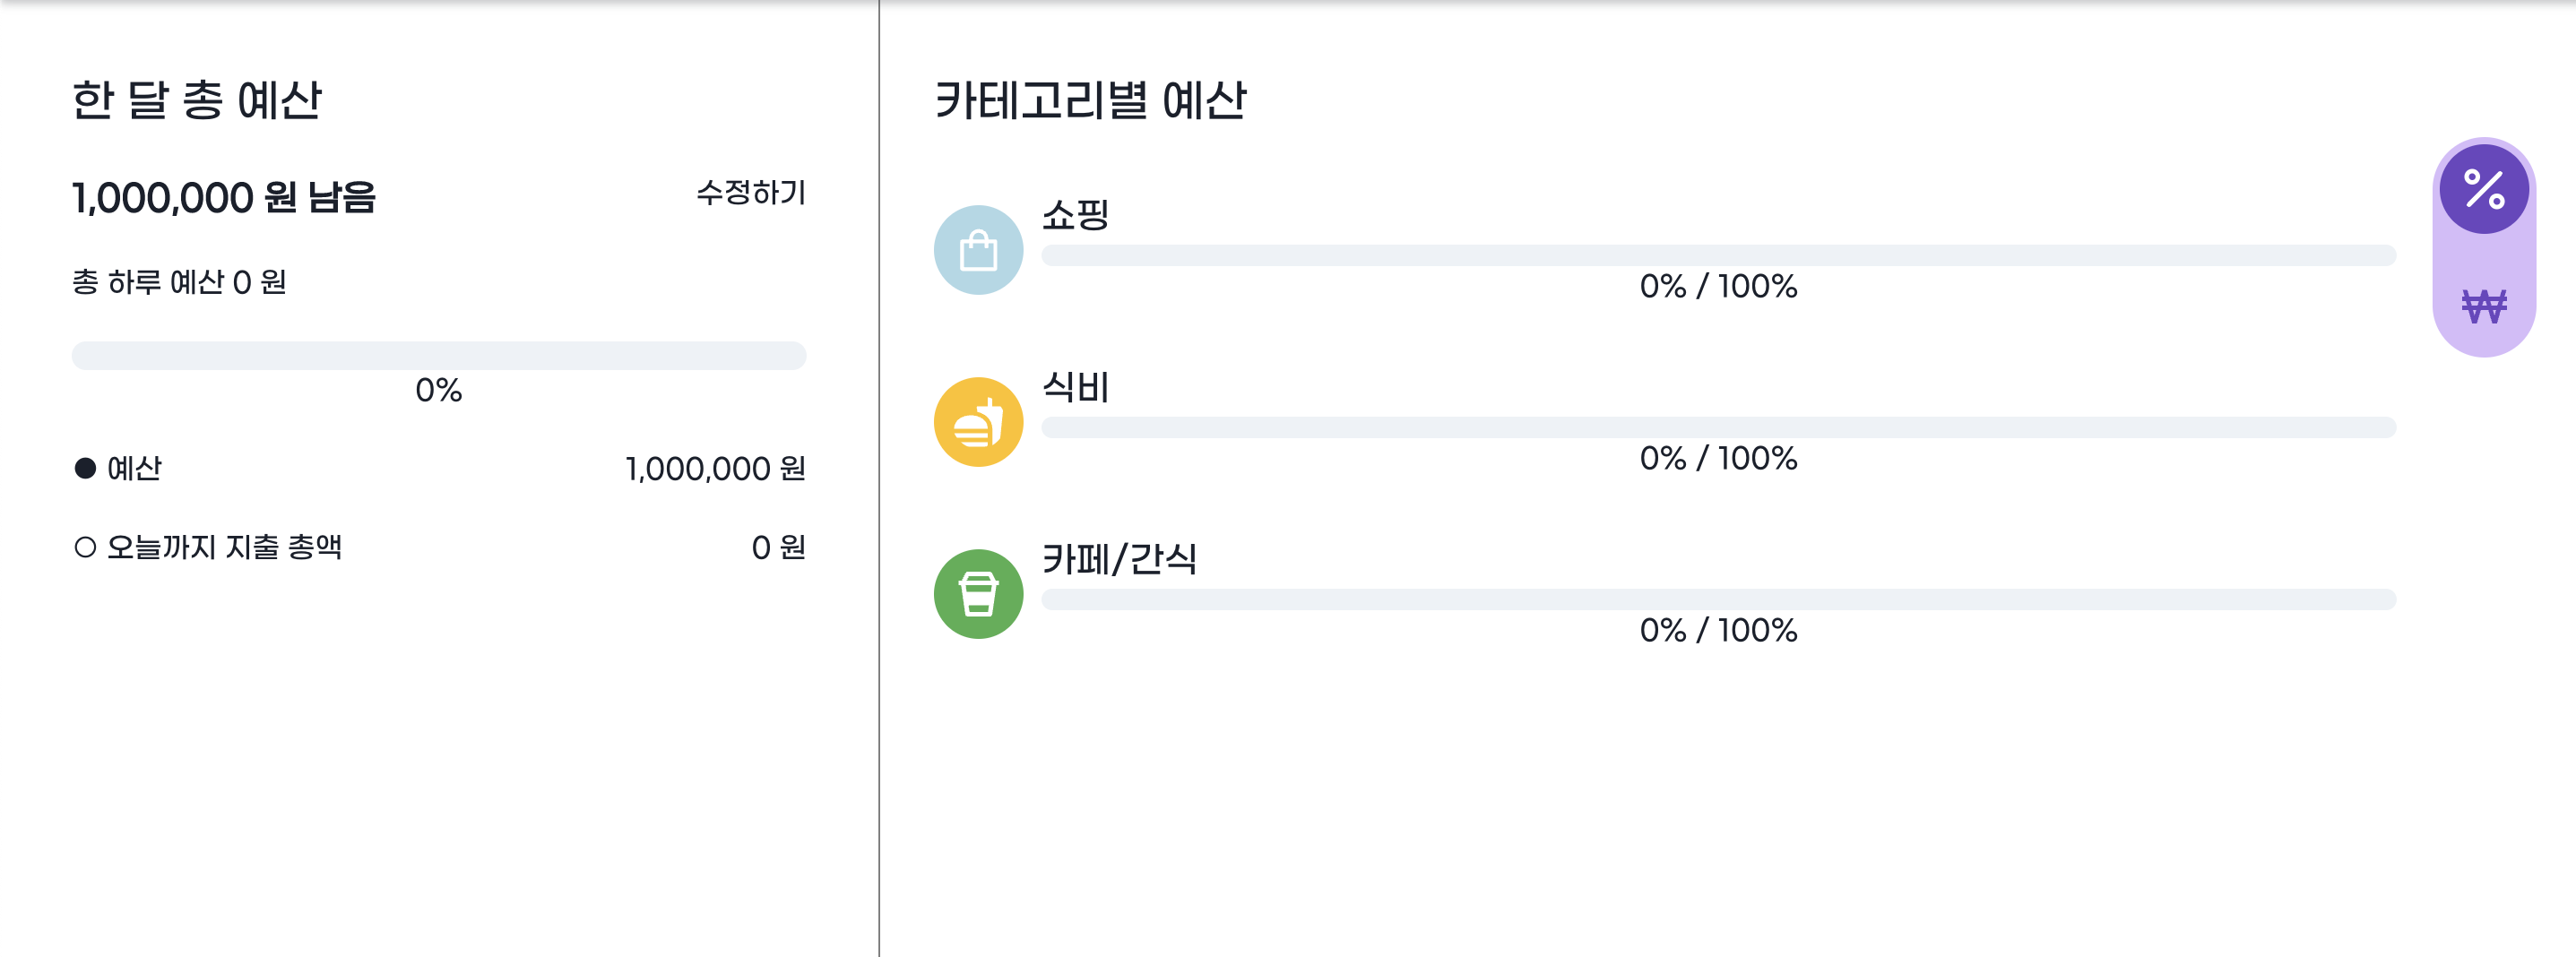 한 달 총 예산
1,000,000 원 남음
수정하기
총 하루 예산 0 원
0%
예산
1,000,000 원
오늘까지 지출 총액
0 원
카테고리별 예산
쇼핑
0% / 100%
식비
0% / 100%
카페/간식
0% / 100%
%
₩